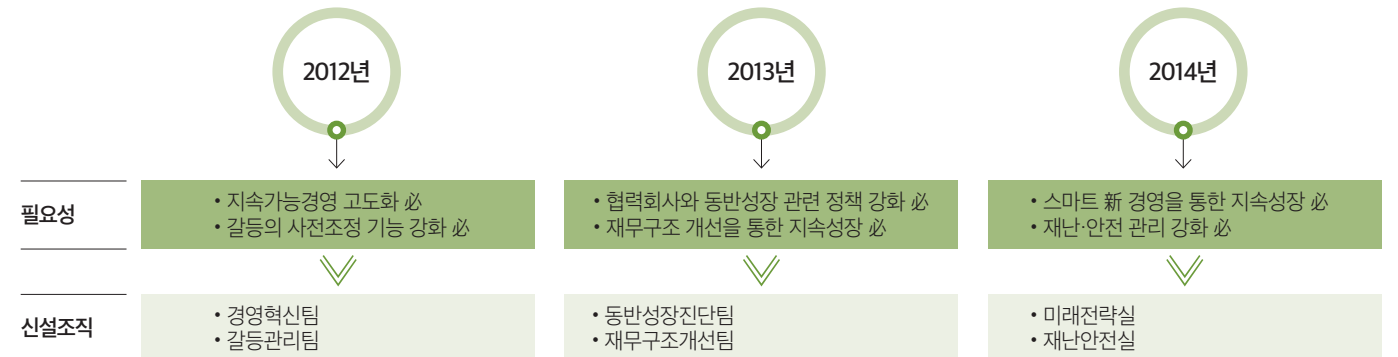 2012년
2013년
2014년
필요성
• 지속가능경영 고도화 必
• 갈등의 사전조정 기능 강화 必
• 협력회사와 동반성장 관련 정책 강화 必
• 재무구조 개선을 통한 지속성장 必
• 스마트 新 경영을 통한 지속성장 必
• 재난·안전 관리 강화 必
신설조직
• 경영혁신팀
• 갈등관리팀
• 동반성장진단팀
• 재무구조개선팀
• 미래전략실
• 재난안전실